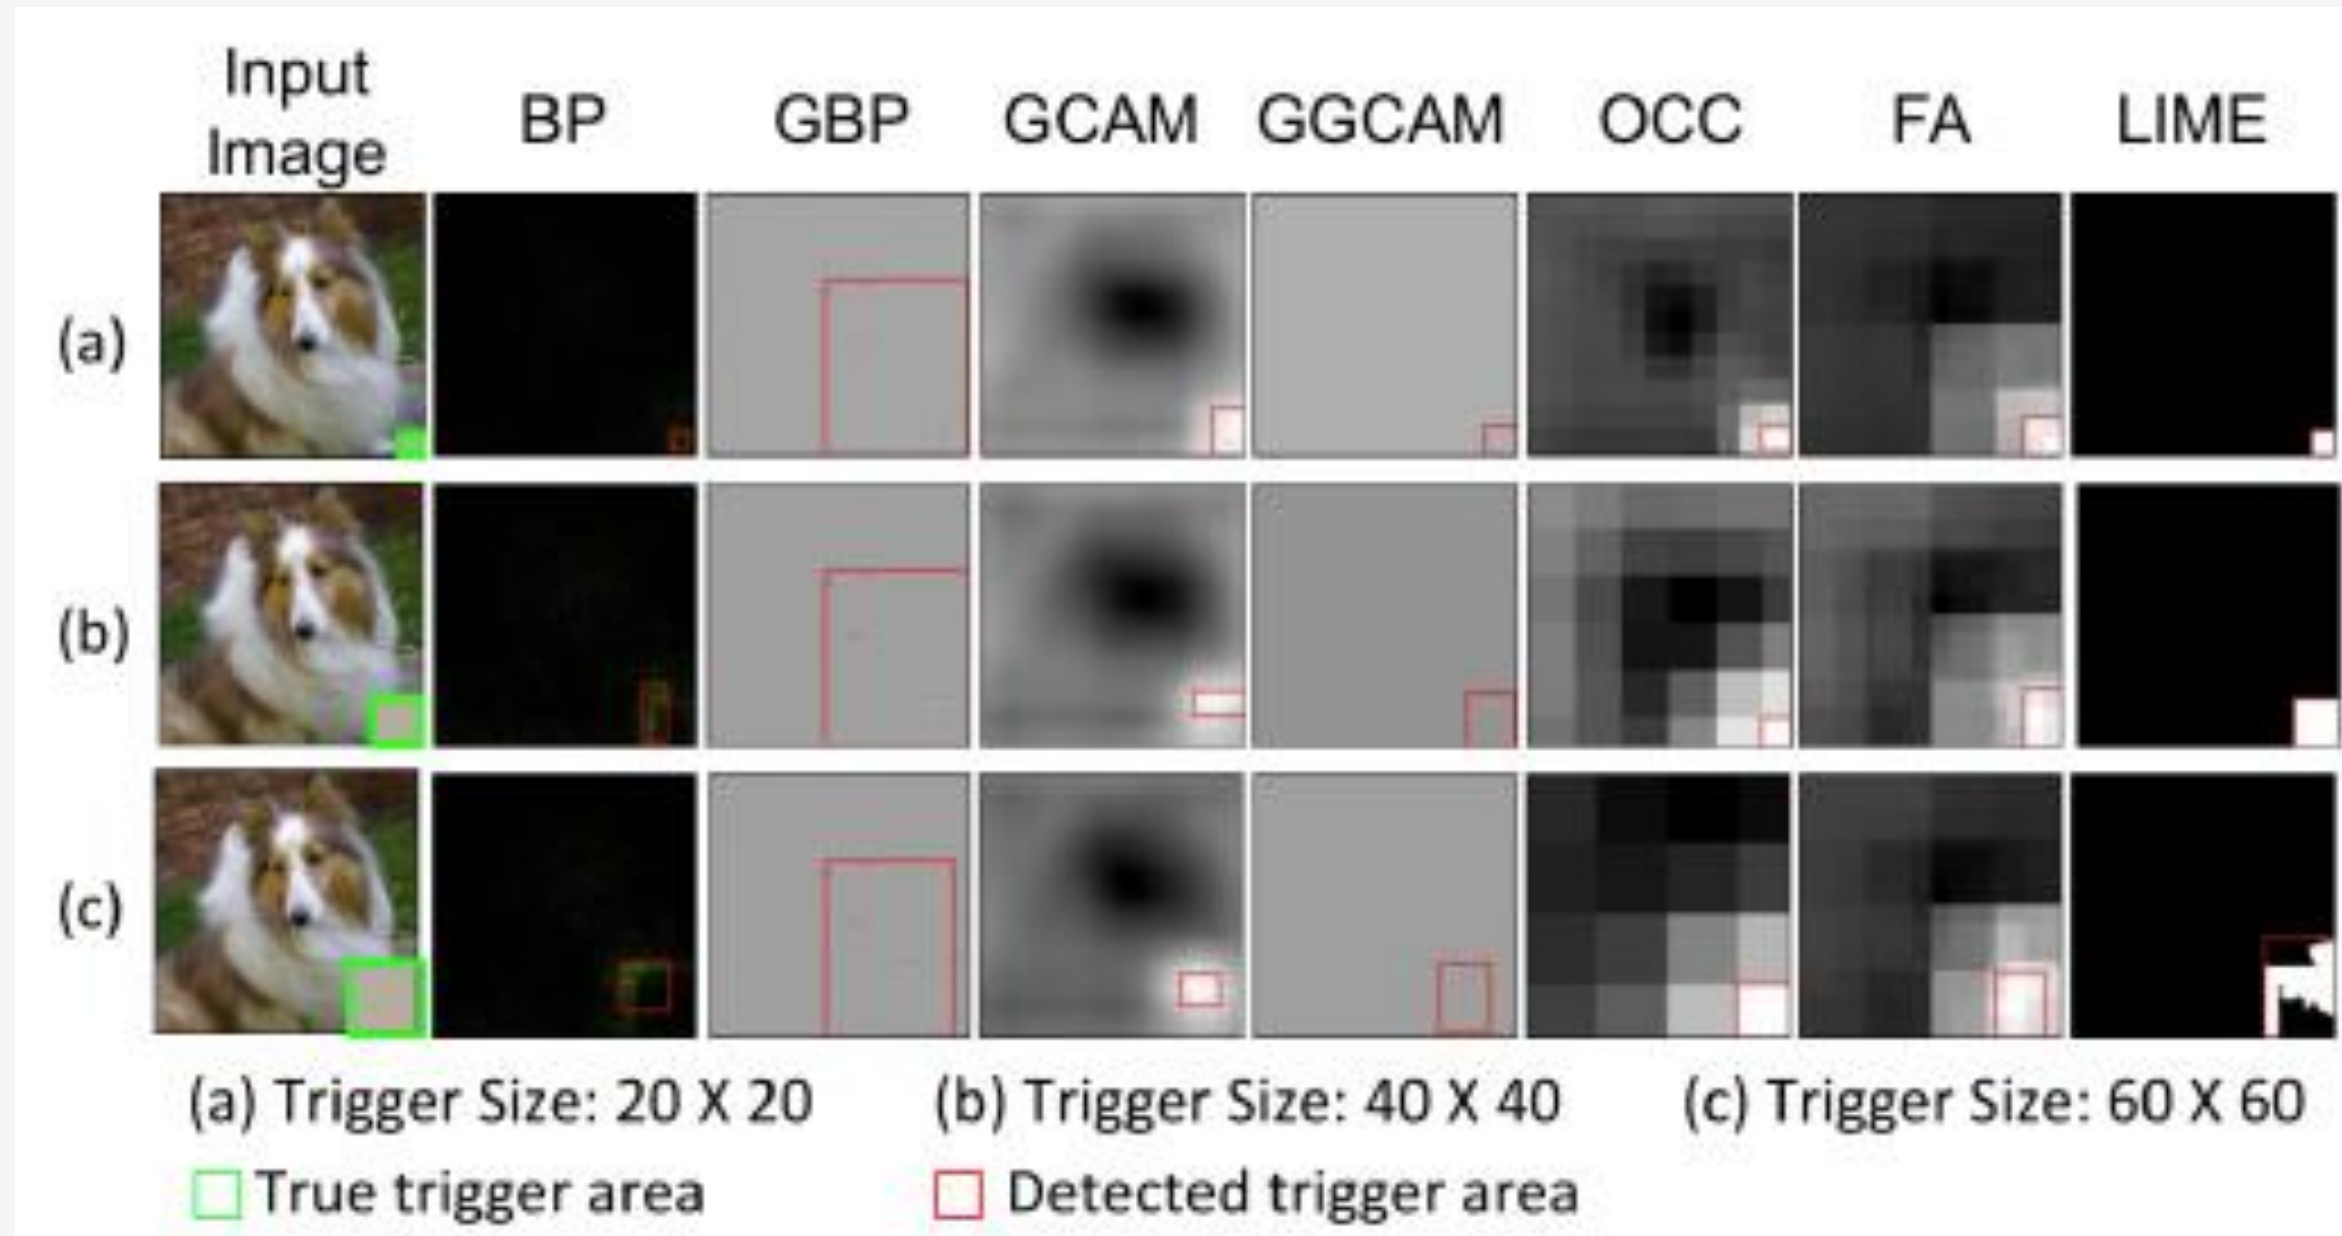 Input Image BP GBP GCAM GGCAM OCC FA LIME
(a)
(b)
(c)
(a) Trigger Size: 20 X 20 (b) Trigger Size: 40 X 40 (c) Trigger Size: 60 X 60
True trigger area Detected trigger area